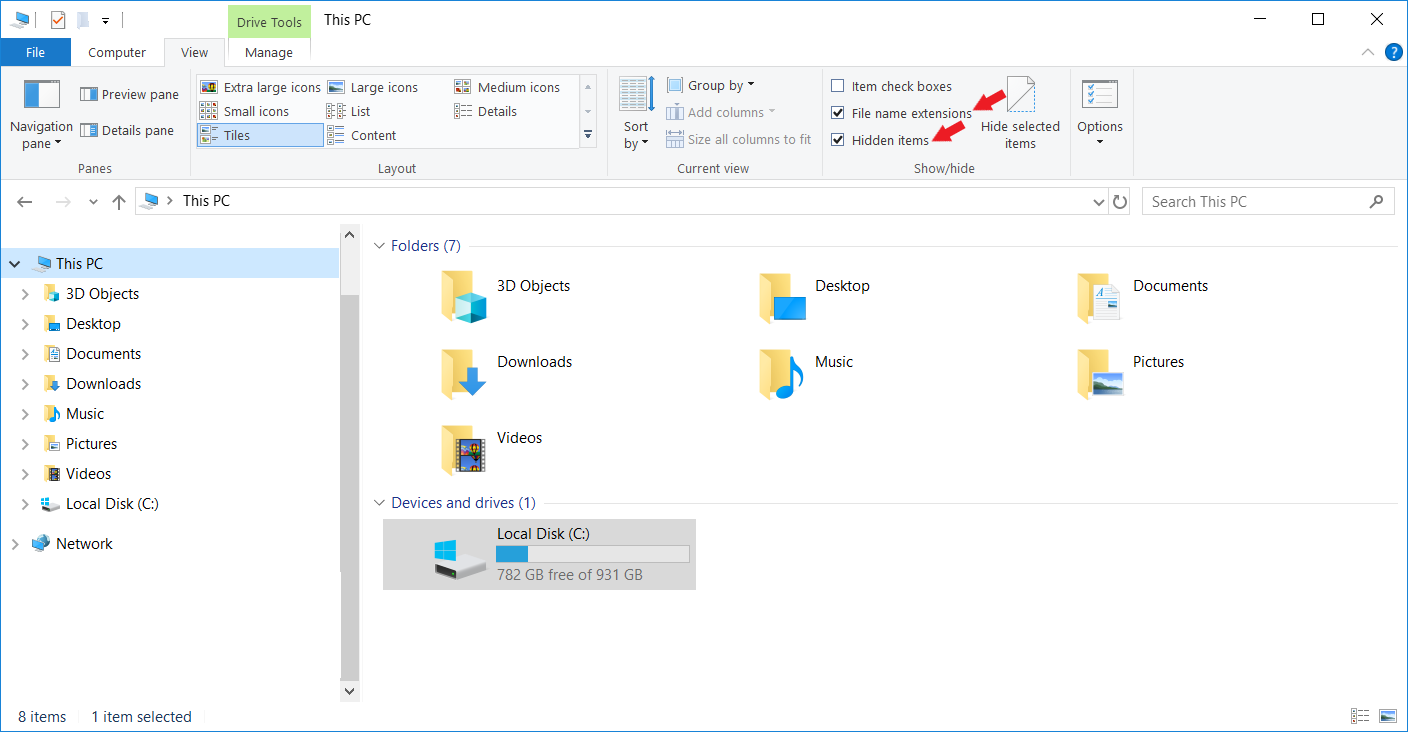 Drive Tools
This PC
File
Computer
View
Manage
?
Navigation
pane
Preview pane
Details pane
Panes
Extra large icons
Large icons
Medium icons
Small icons
List
Details
Tiles
Content
Layout
Sort
by
Group by
Add columns
Size all columns to fit
Current view
Item check boxes
File name extensions
Hidden items
Hide selected
items
Show/hide
Options
This PC
Search This PC
This PC
3D Objects
Desktop
Documents
Downloads
Music
Pictures
Videos
Local Disk (C:)
Network
Folders (7)
3D Objects
Desktop
Documents
Downloads
Music
Pictures
Videos
Devices and drives (1)
Local Disk (C:)
782 GB free of 931 GB
8 items
1 item selected